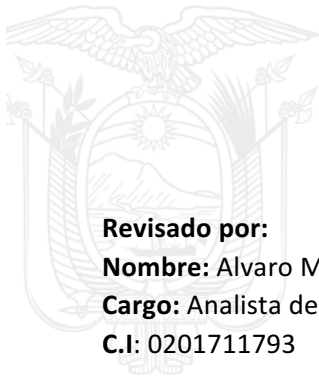 Revisado por:
Nombre: Alvaro M
Cargo: Analista de
C.I: 0201711793